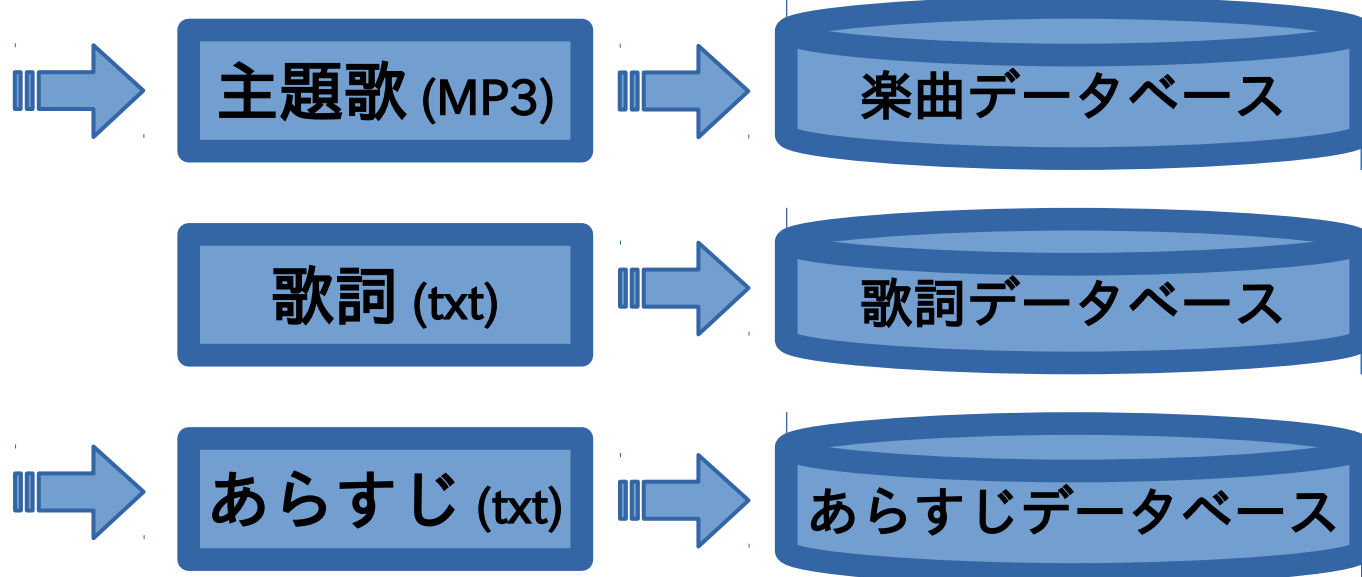 主題歌 (MP3)
楽曲データベース
歌詞 (txt)
歌詞データベース
あらすじ (txt)
あらすじデータベース